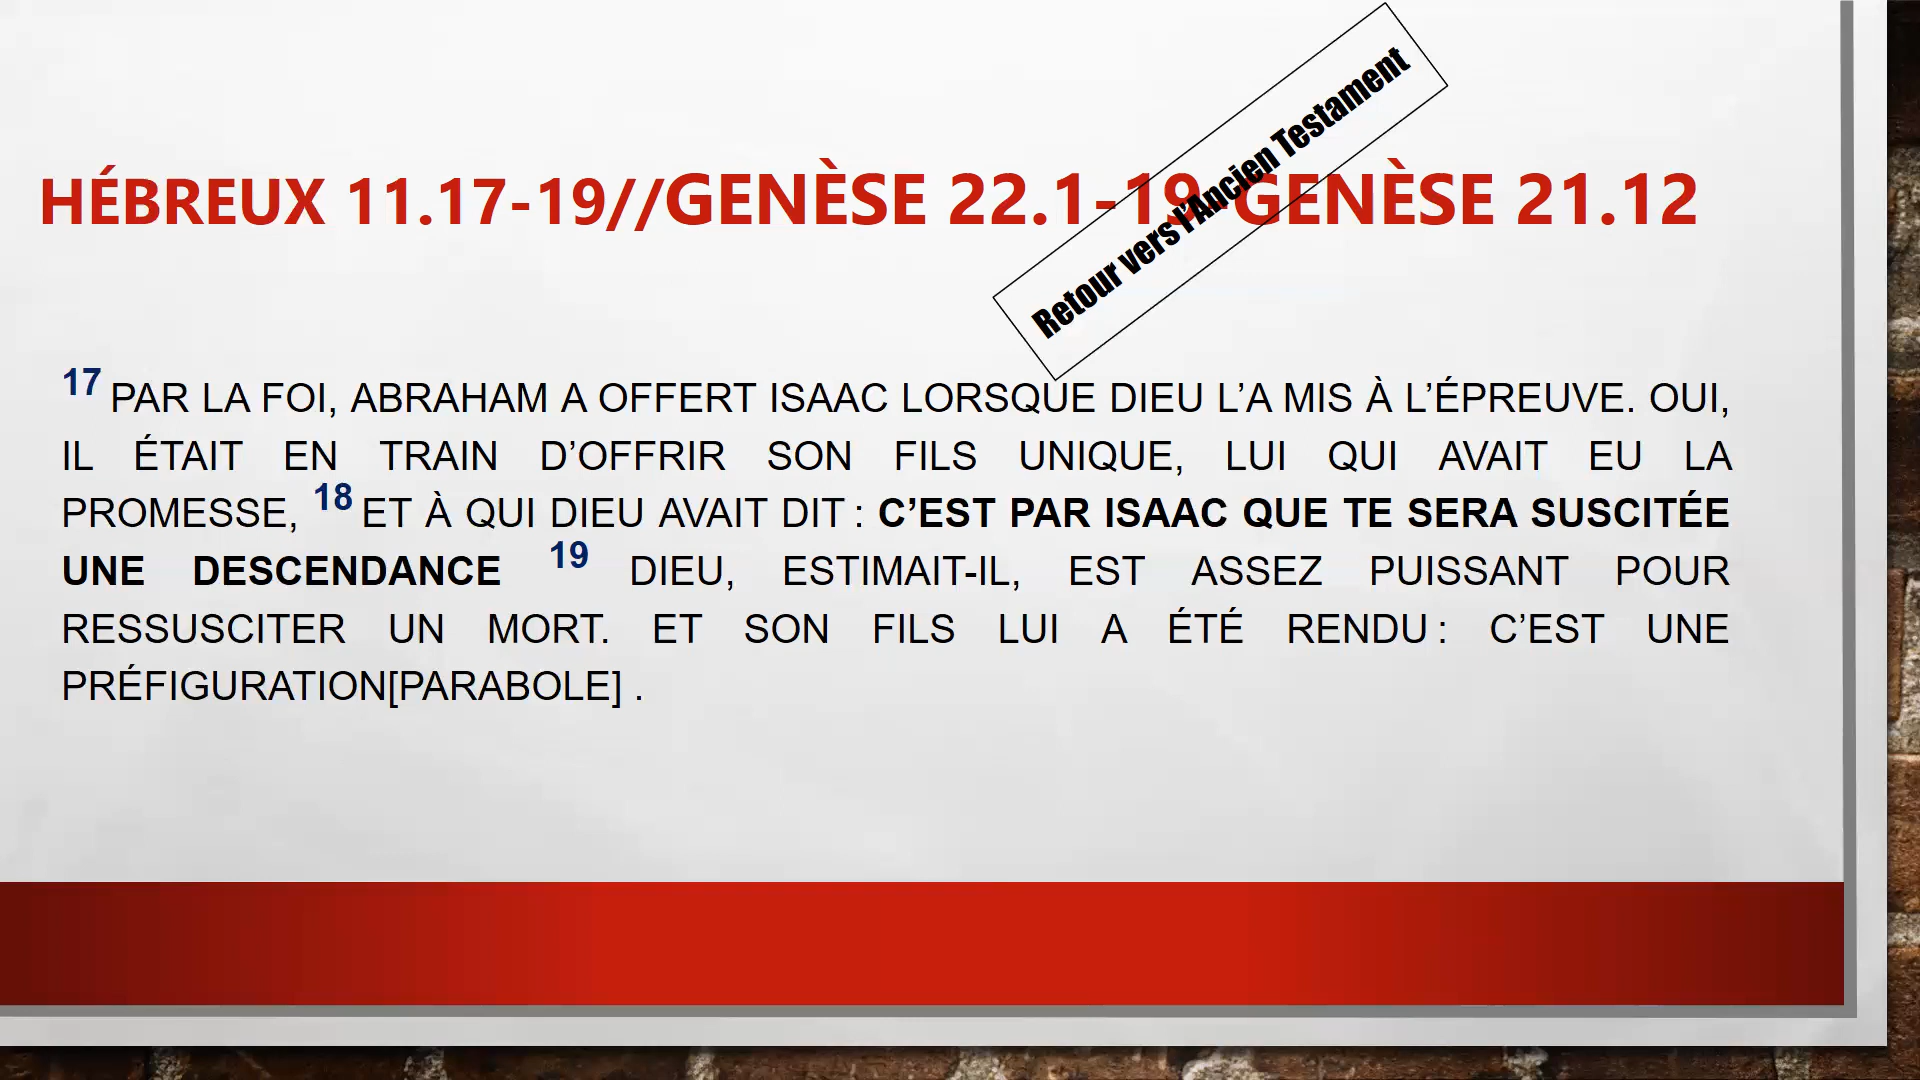 Retour vers l'Ancien Testament
HÉBREUX 11.17-19//GENÈSE 22.1-19-GENÈSE 21.12
17 PAR LA FOI, ABRAHAM A OFFERT ISAAC LORSQUE DIEU L’A MIS À L’ÉPREUVE. OUI,
IL ÉTAIT EN TRAIN D’OFFRIR SON FILS UNIQUE, LUI QUI AVAIT EU LA
PROMESSE, 18 ET À QUI DIEU AVAIT DIT : C’EST PAR ISAAC QUE TE SERA SUSCITÉE
UNE DESCENDANCE 19 DIEU, ESTIMAIT-IL, EST ASSEZ PUISSANT POUR
RESSUSCITER UN MORT. ET SON FILS LUI A ÉTÉ RENDU : C’EST UNE
PRÉFIGURATION[PARABOLE] .